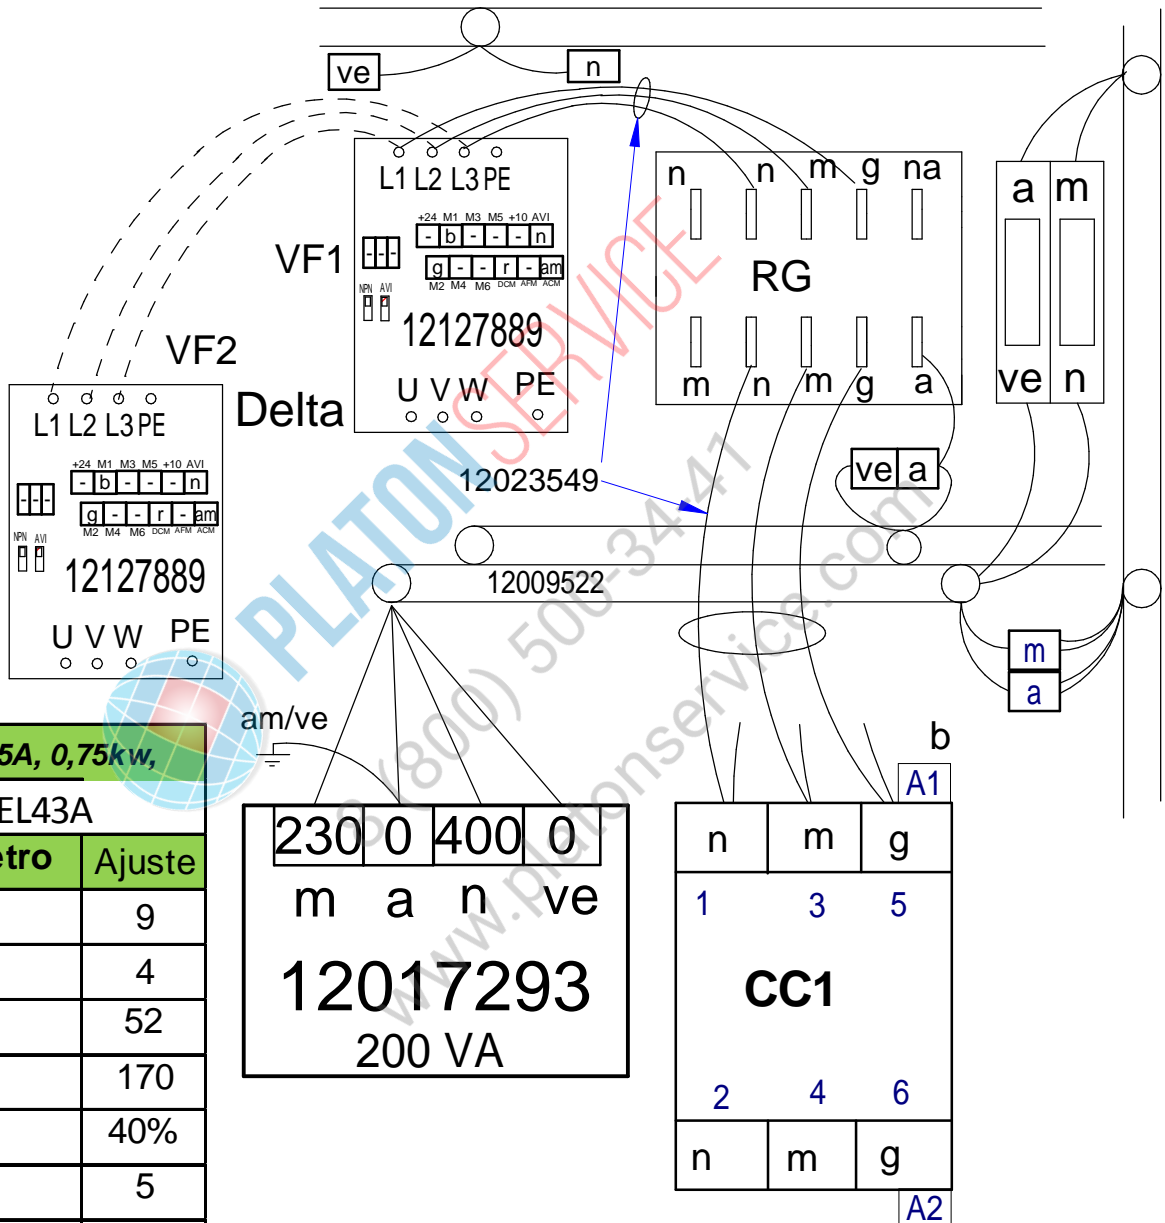 ve
n
L1 L2 L3 PE
+24 M1 M3 M5 +10 AVI
- b - - - n
- - -
g - - r - am
M2 M4 M6 DCM AFM ACM
NPN AVI
VF1
12127889
U V W PE
Delta
n n m g na
RG
m n m g a
a m
ve n
VF2
L1 L2 L3 PE
+24 M1 M3 M5 +10 AVI
- b - - - n
- - -
g - - r - am
M2 M4 M6 DCM AFM ACM
NPN AVI
12127889
U V W PE
12023549
ve a
12009522
m
a
am/ve
5A, 0,75kw,
EL43A
etro Ajuste
9
4
52
170
40%
5
230 0 400 0
m a n ve
12017293
200 VA
b
A1
n m g
1 3 5
CC1
2 4 6
n m g
A2
PLATONSERVICE
8 (800) 500-34-41
www.platonservice.com